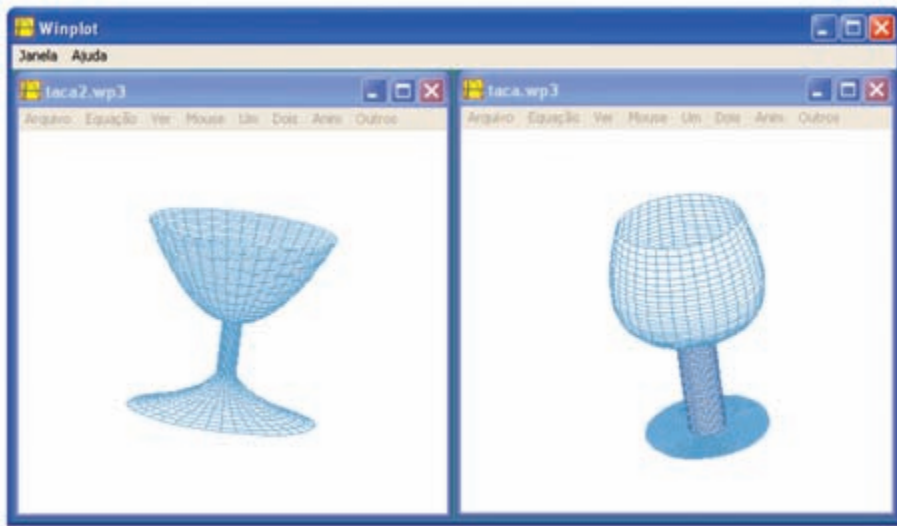 Winplot
Janela Ajuda
taca2.wp3
Arquivo Equação Ver Mouse Um Dois Anim Outros
taca.wp3
Arquivo Equação Ver Mouse Um Dois Anim Outros